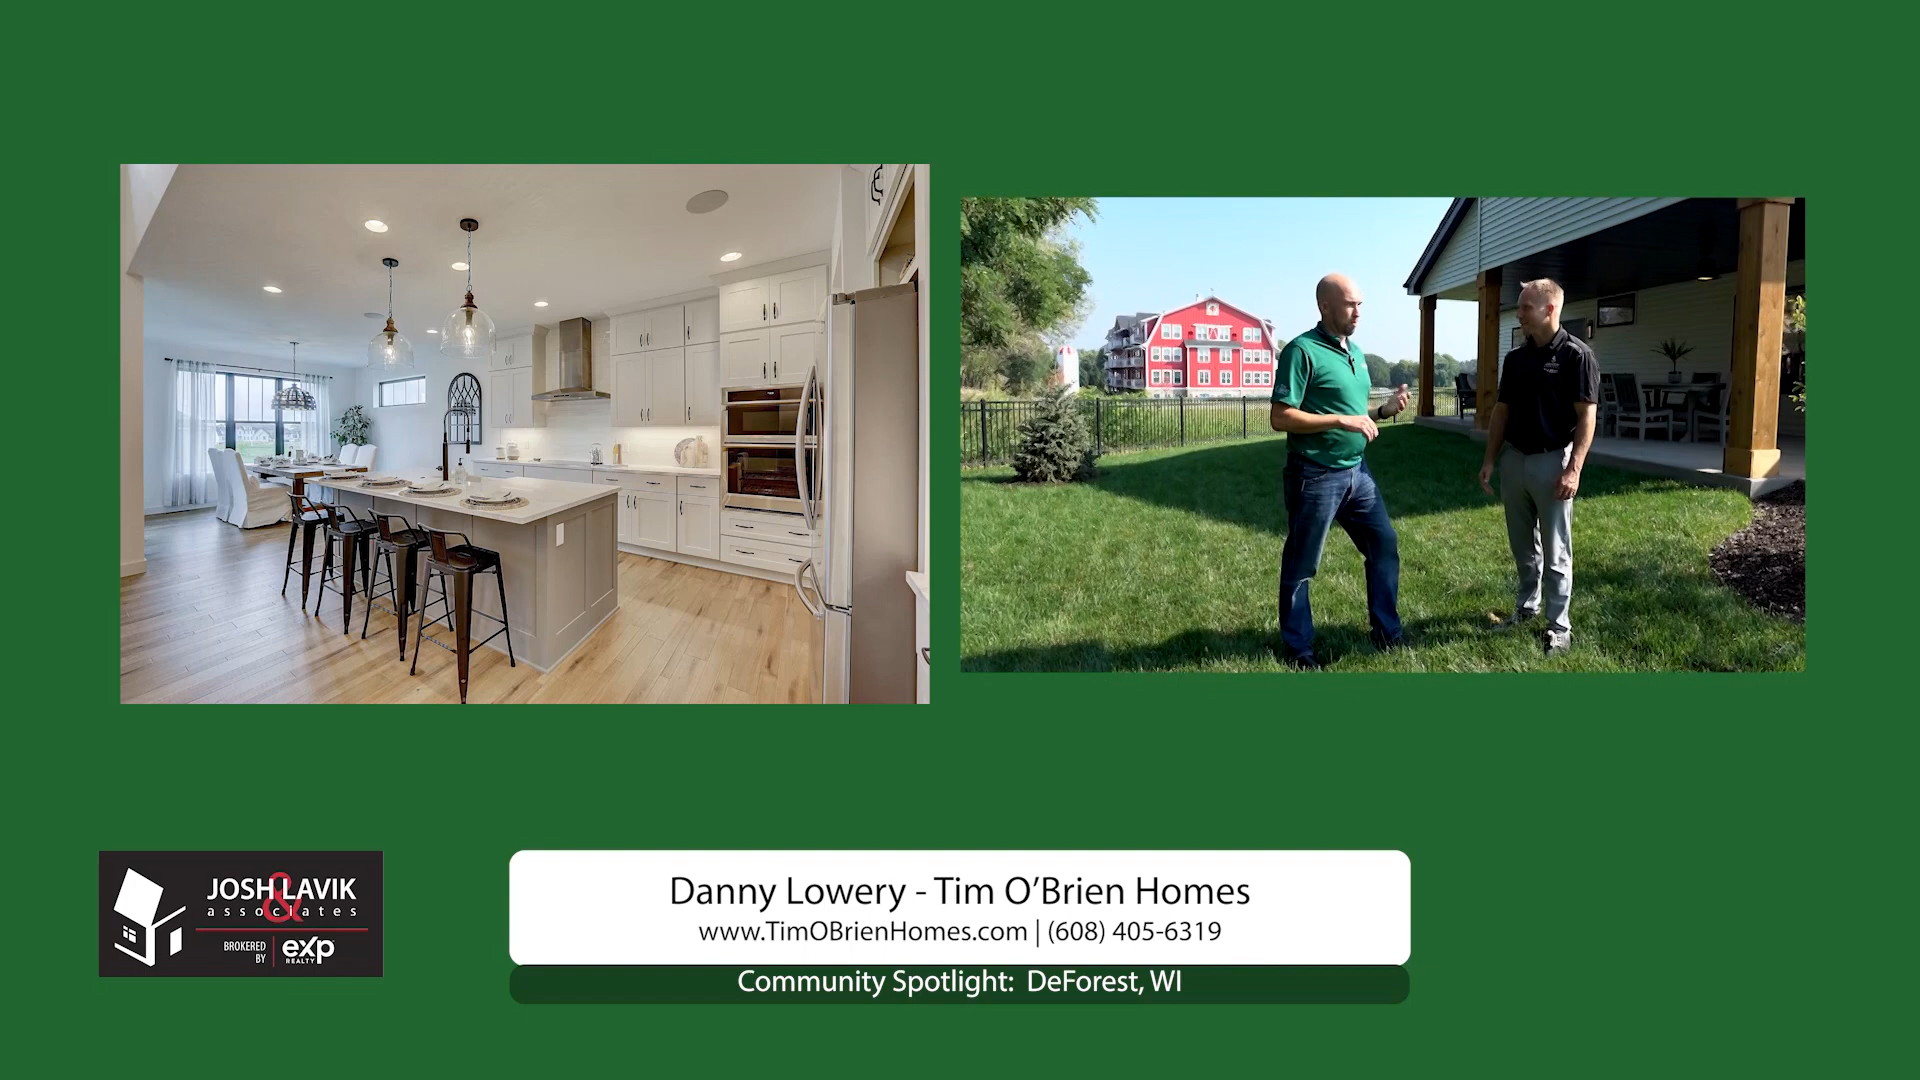 JOSH & LAVIK
associates
BROKERED
BY
eXp
REALTY
Danny Lowery - Tim O’Brien Homes
www.TimOBrienHomes.com | (608) 405-6319
Community Spotlight: DeForest, WI